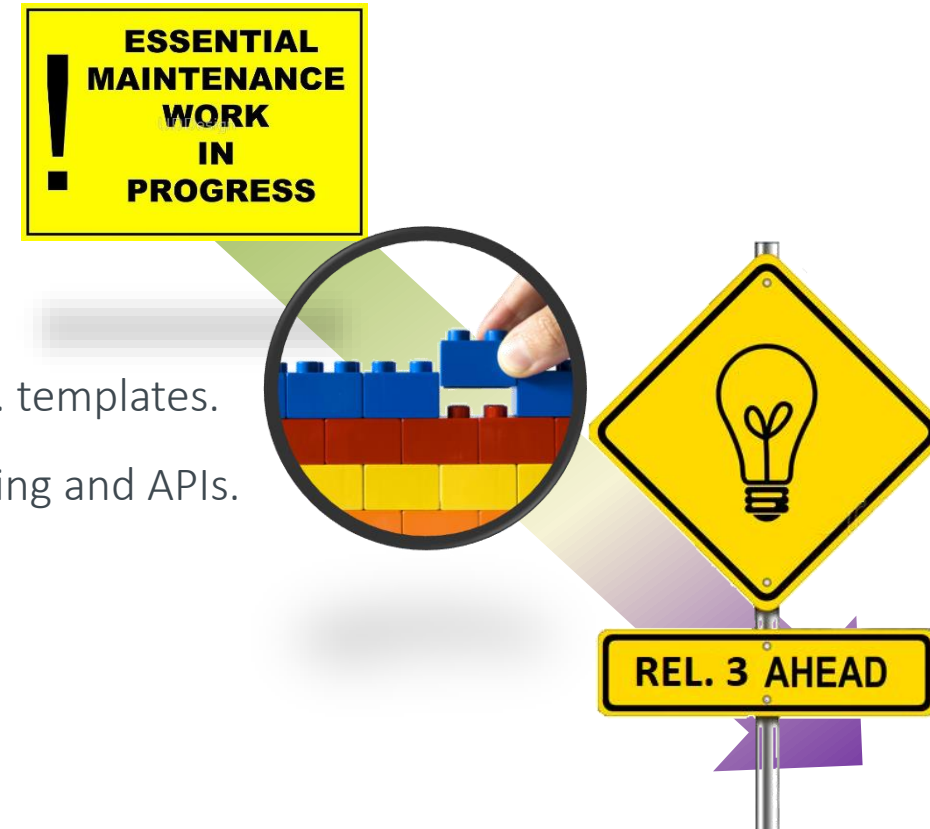 ESSENTIAL
MAINTENANCE
WORK
IN
PROGRESS
. templates.
ing and APIs.
REL. 3 AHEAD